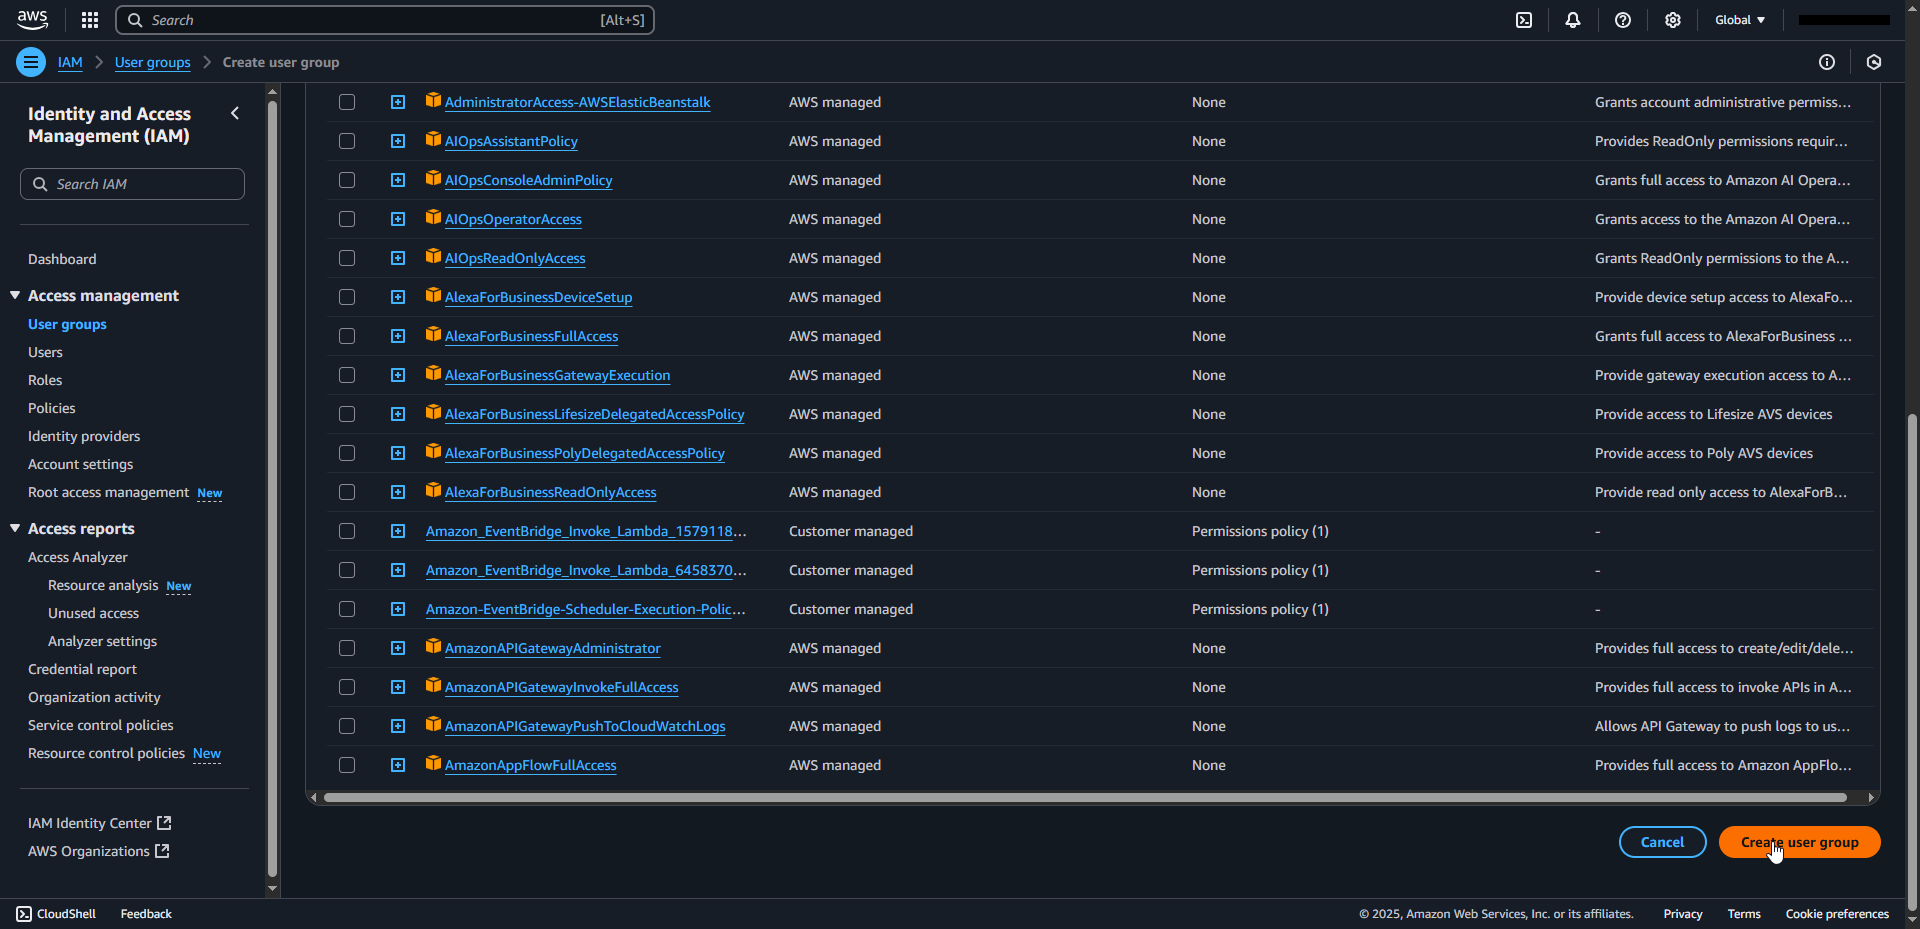 aws
Search
[Alt+S]
Global
IAM
User groups
Create user group
Identity and Access
Management (IAM)
Search IAM
Dashboard
Access management
User groups
Users
Roles
Policies
Identity providers
Account settings
Root access management New
Access reports
Access Analyzer
Resource analysis New
Unused access
Analyzer settings
Credential report
Organization activity
Service control policies
Resource control policies New
IAM Identity Center
AWS Organizations
AdministratorAccess-AWSElasticBeanstalk AWS managed None Grants account administrative permiss...
AIOpsAssistantPolicy AWS managed None Provides ReadOnly permissions requir...
AIOpsConsoleAdminPolicy AWS managed None Grants full access to Amazon AI Opera...
AIOpsOperatorAccess AWS managed None Grants access to the Amazon AI Opera...
AIOpsReadOnlyAccess AWS managed None Grants ReadOnly permissions to the A...
AlexaForBusinessDeviceSetup AWS managed None Provide device setup access to AlexaFo...
AlexaForBusinessFullAccess AWS managed None Grants full access to AlexaForBusiness ...
AlexaForBusinessGatewayExecution AWS managed None Provide gateway execution access to A...
AlexaForBusinessLifesizeDelegatedAccessPolicy AWS managed None Provide access to Lifesize AVS devices
AlexaForBusinessPolyDelegatedAccessPolicy AWS managed None Provide access to Poly AVS devices
AlexaForBusinessReadOnlyAccess AWS managed None Provide read only access to AlexaForB...
Amazon_EventBridge_Invoke_Lambda_1579118... Customer managed Permissions policy (1) -
Amazon_EventBridge_Invoke_Lambda_6458370... Customer managed Permissions policy (1) -
Amazon-EventBridge-Scheduler-Execution-Polic... Customer managed Permissions policy (1) -
AmazonAPIGatewayAdministrator AWS managed None Provides full access to create/edit/dele...
AmazonAPIGatewayInvokeFullAccess AWS managed None Provides full access to invoke APIs in A...
AmazonAPIGatewayPushToCloudWatchLogs AWS managed None Allows API Gateway to push logs to us...
AmazonAppFlowFullAccess AWS managed None Provides full access to Amazon AppFlo...
Cancel
Create user group
CloudShell
Feedback
© 2025, Amazon Web Services, Inc. or its affiliates.
Privacy
Terms
Cookie preferences